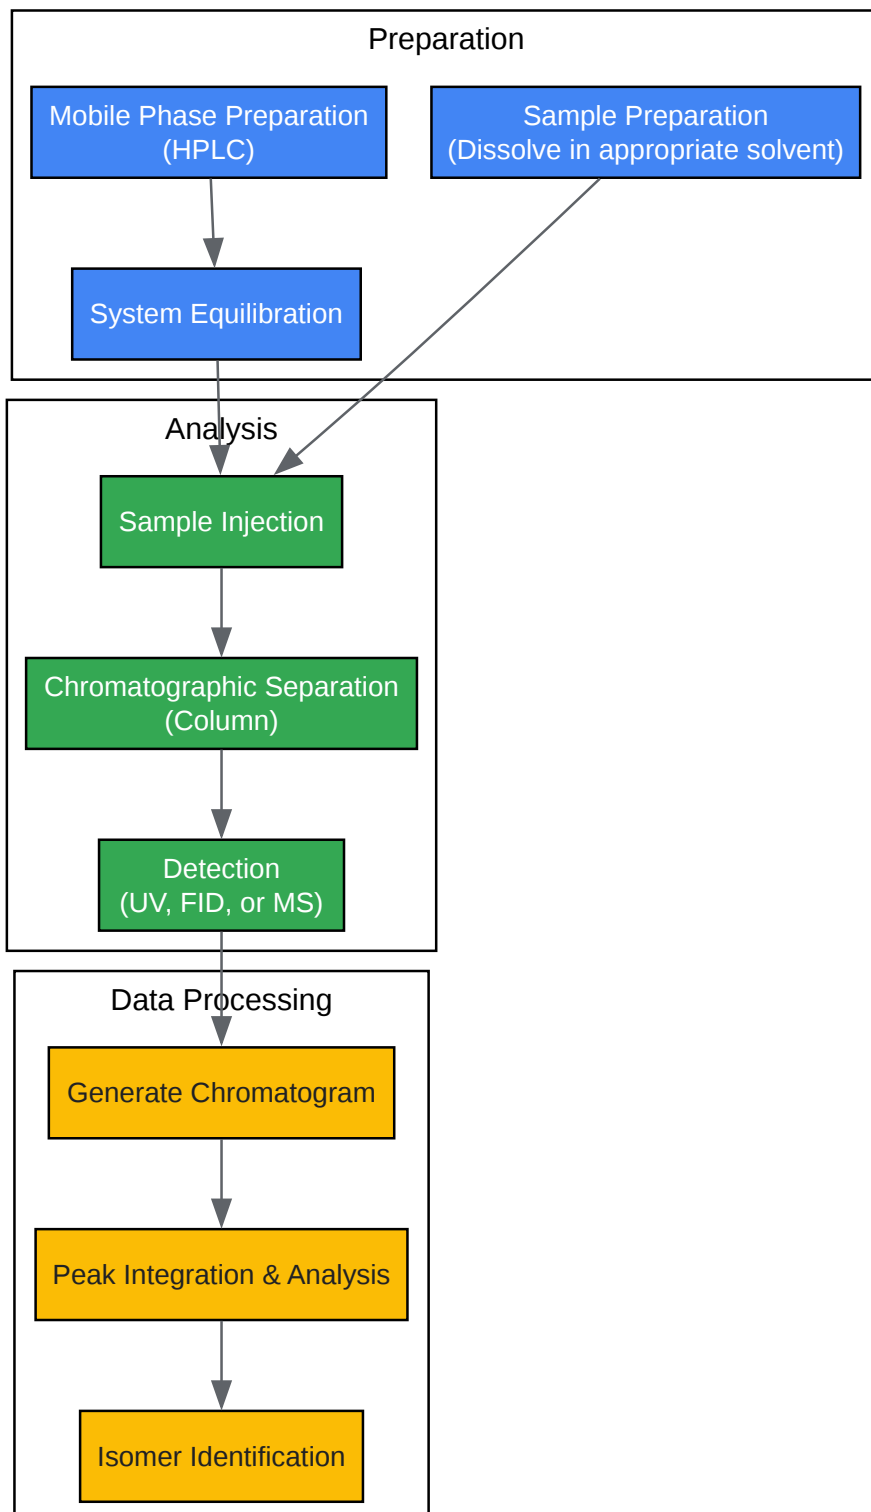 Preparation
Mobile Phase Preparation
(HPLC)
Sample Preparation
(Dissolve in appropriate solvent)
System Equilibration
Analysis
Sample Injection
Chromatographic Separation
(Column)
Detection
(UV, FID, or MS)
Data Processing
Generate Chromatogram
Peak Integration & Analysis
Isomer Identification